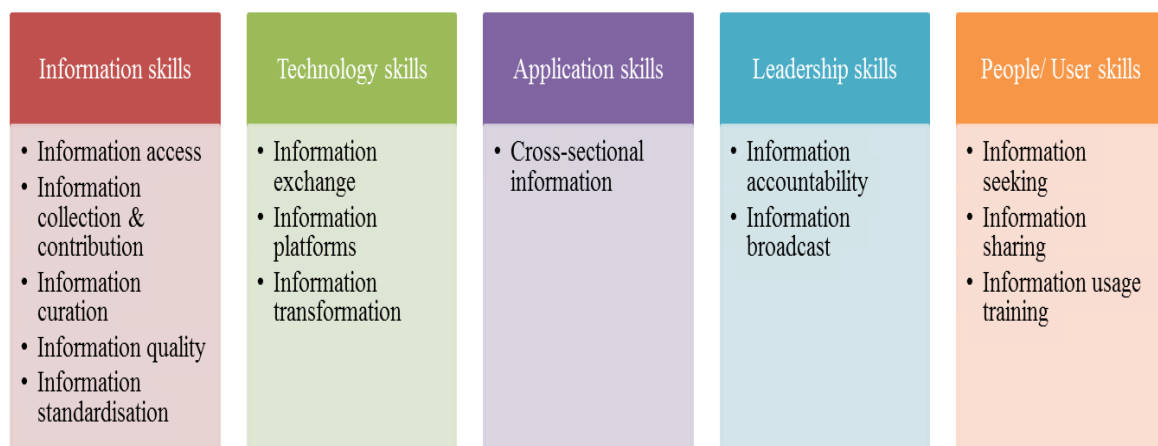 Information skills
• Information access
• Information
collection &
contribution
• Information
curation
• Information quality
• Information
standardisation
Technology skills
• Information
exchange
• Information
platforms
• Information
transformation
Application skills
• Cross-sectional
information
Leadership skills
• Information
accountability
• Information
broadcast
People/ User skills
• Information
seeking
• Information
sharing
• Information usage
training